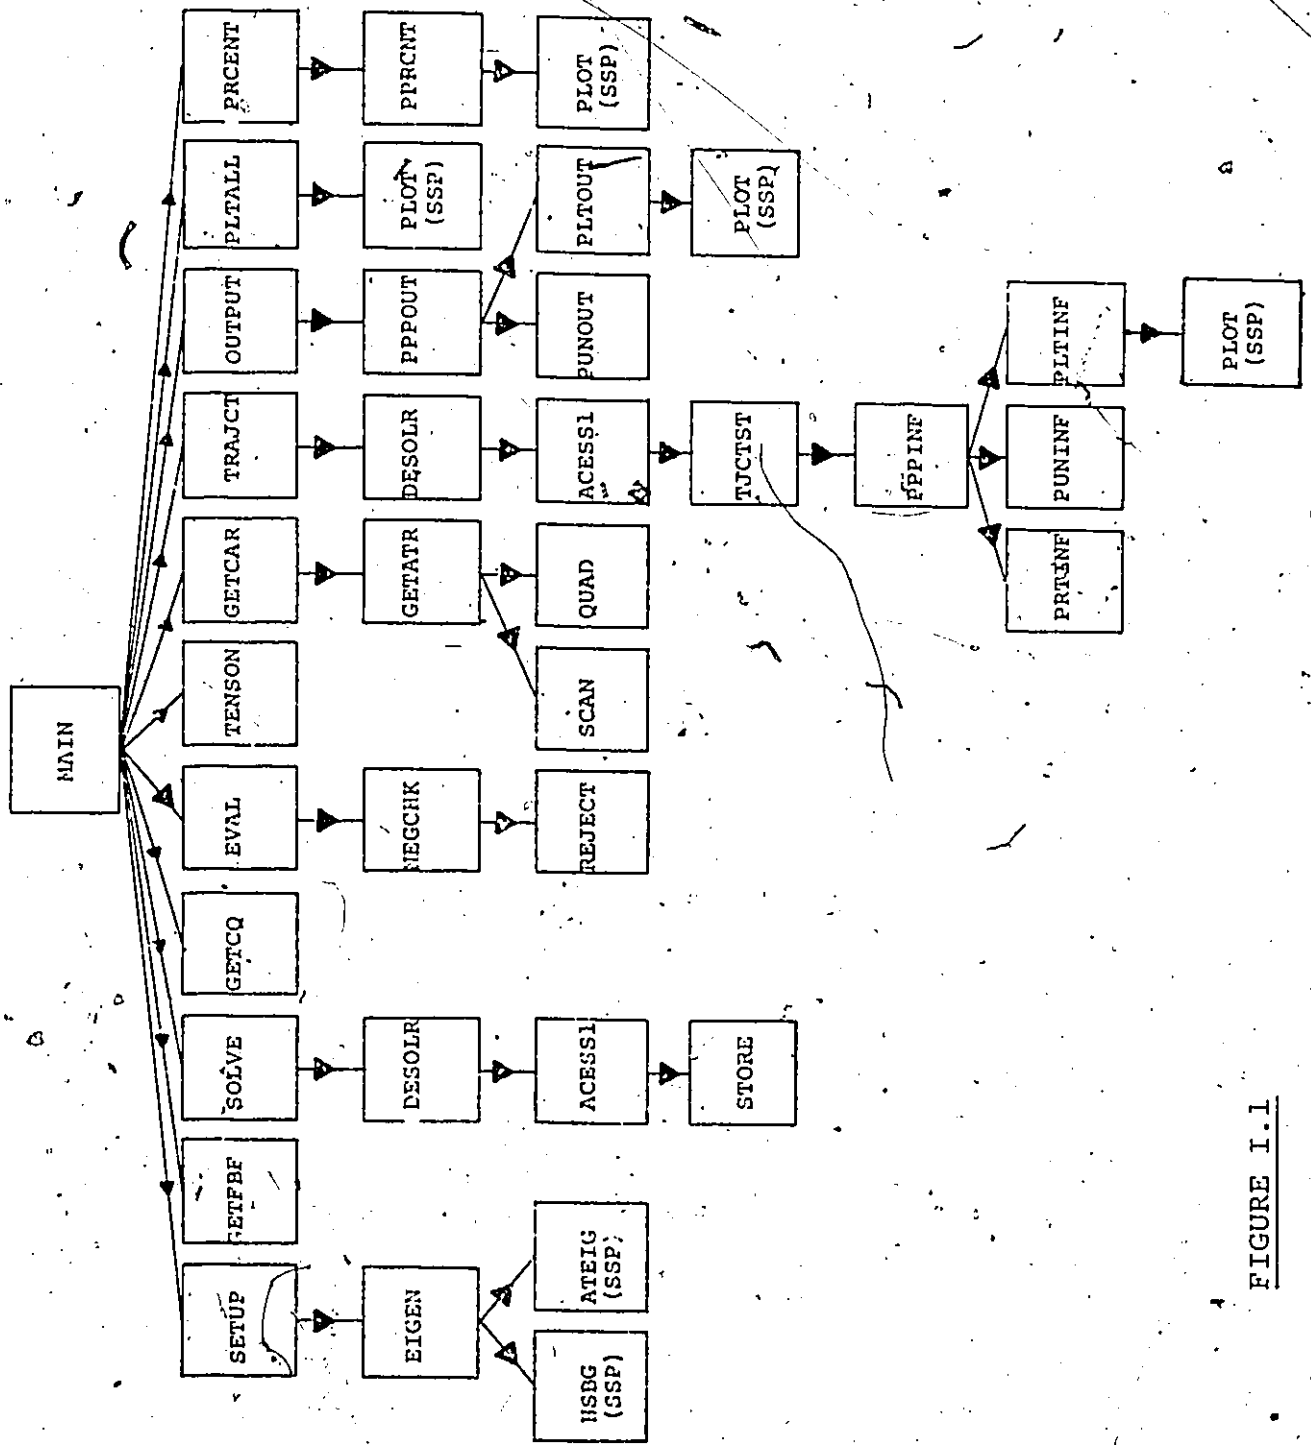 MAIN
SETUP
GETFBF
SOLVE
GETCQ
EVAL
TENSON
GETCAR
TRAJCT
OUTPUT
PLTALL
PRCENT
EIGEN
DESOLR
NEGCHK
GETATR
DESOLR
PPPOUT
PLOT
(SSP)
PPRCNT
HSBG
(SSP)
ATEIG
(SSP)
ACESS1
REJECT
SCAN
QUAD
ACESS1
PUNOUT
PLTOUT
PLOT
(SSP)
STORE
TJCTST
PLOT
(SSP)
PPPINF
PRTINF
PUNINF
PLTINF
PLOT
(SSP)
FIGURE I.1